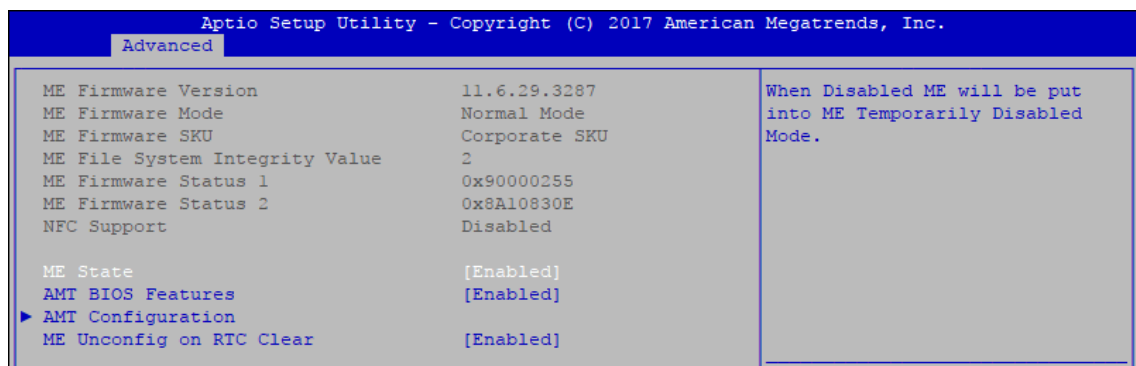 Aptio Setup Utility - Copyright (C) 2017 American Megatrends, Inc.
Advanced
ME Firmware Version 11.6.29.3287
ME Firmware Mode Normal Mode
ME Firmware SKU Corporate SKU
ME File System Integrity Value 2
ME Firmware Status 1 0x90000255
ME Firmware Status 2 0x8A10830E
NFC Support Disabled
ME State [Enabled]
AMT BIOS Features [Enabled]
► AMT Configuration
ME Unconfig on RTC Clear [Enabled]
When Disabled ME will be put
into ME Temporarily Disabled
Mode.